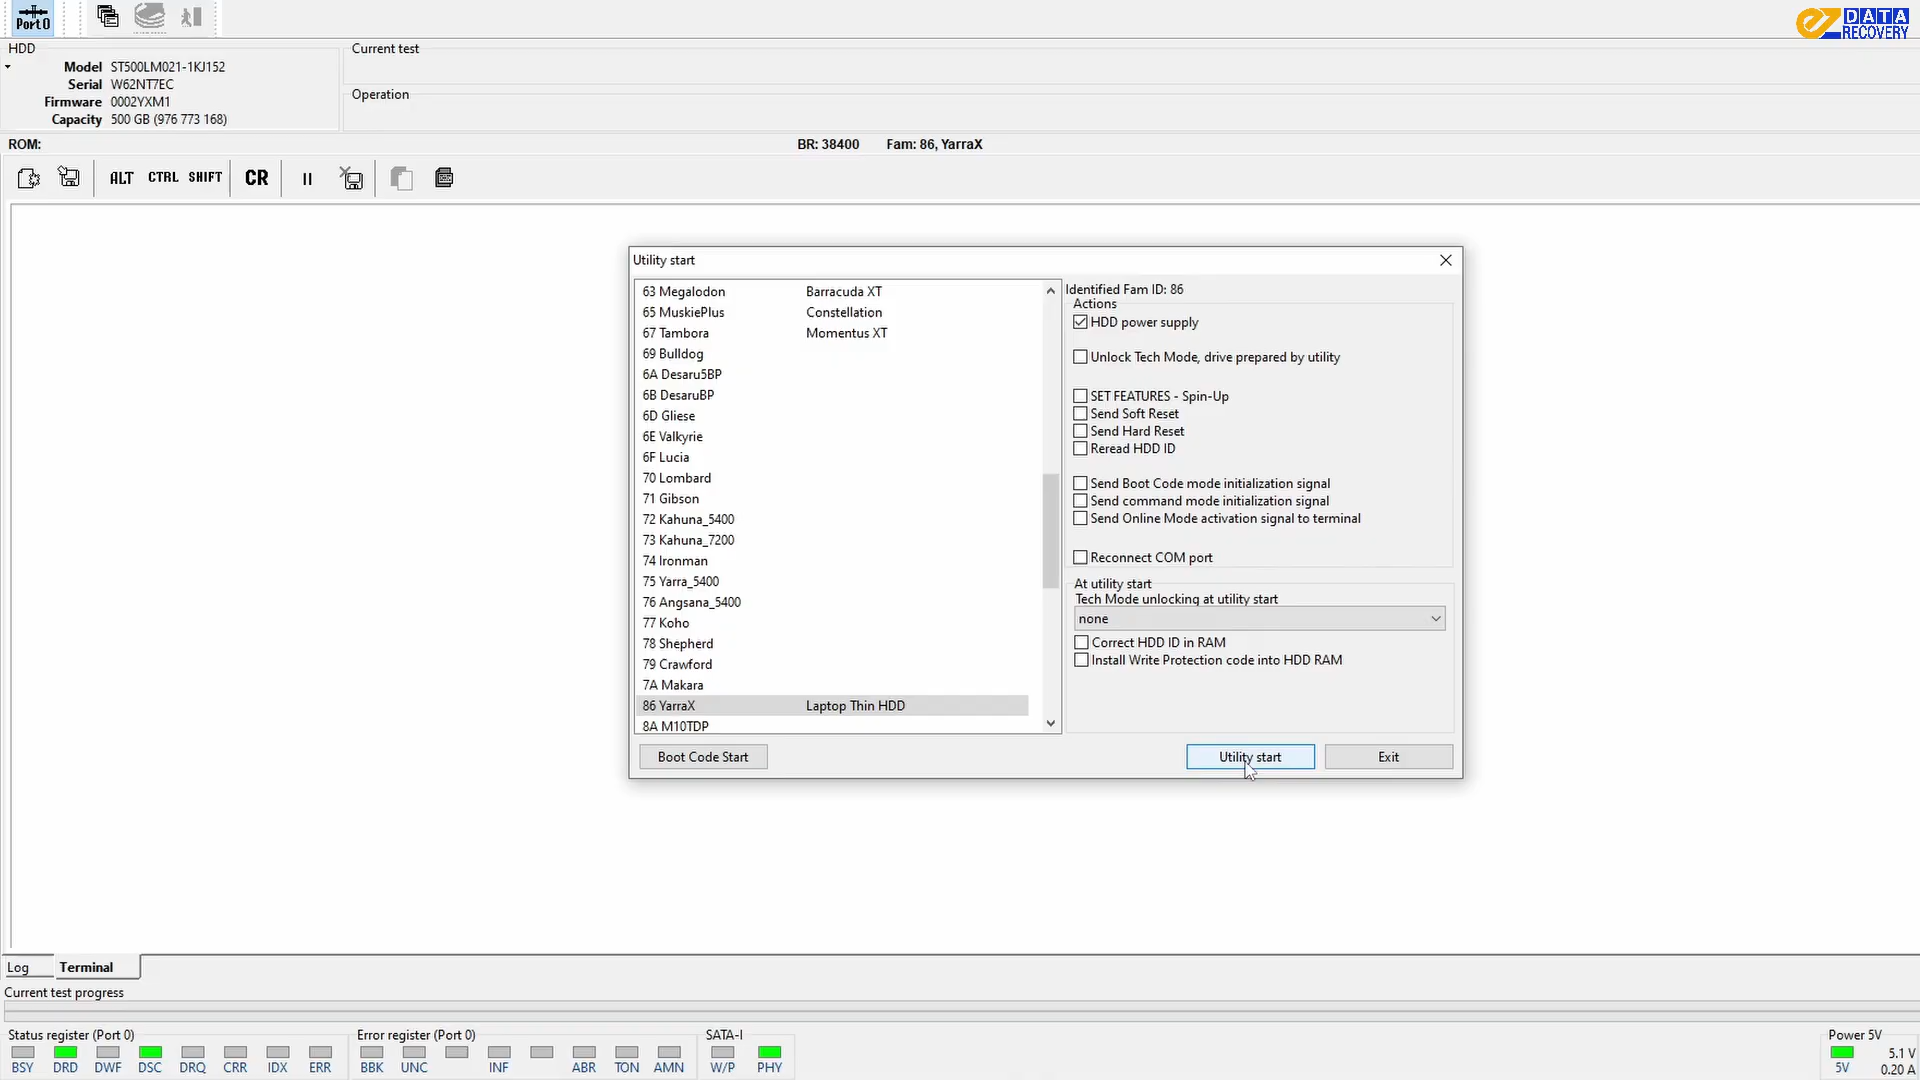 Port 0
DATA
RECOVERY
HDD
Model ST500LM021-1KJ152
Serial W62NT7EC
Firmware 0002YXM1
Capacity 500 GB (976 773 168)
Current test
Operation
ROM:
BR: 38400
Fam: 86, YarraX
ALT CTRL SHIFT CR
Utility start
63 Megalodon Barracuda XT
65 MuskiePlus Constellation
67 Tambora Momentus XT
69 Bulldog
6A Desaru5BP
6B DesaruBP
6D Gliese
6E Valkyrie
6F Lucia
70 Lombard
71 Gibson
72 Kahuna_5400
73 Kahuna_7200
74 Ironman
75 Yarra_5400
76 Angsana_5400
77 Koho
78 Shepherd
79 Crawford
7A Makara
86 YarraX Laptop Thin HDD
8A M10TDP
Identified Fam ID: 86
Actions
HDD power supply
Unlock Tech Mode, drive prepared by utility
SET FEATURES - Spin-Up
Send Soft Reset
Send Hard Reset
Reread HDD ID
Send Boot Code mode initialization signal
Send command mode initialization signal
Send Online Mode activation signal to terminal
Reconnect COM port
At utility start
Tech Mode unlocking at utility start
none
Correct HDD ID in RAM
Install Write Protection code into HDD RAM
Boot Code Start
Utility start
Exit
Log Terminal
Current test progress
Status register (Port 0)
BSY DRD DWF DSC DRQ CRR IDX ERR
Error register (Port 0)
BBK UNC INF ABR TON AMN
SATA-I
W/P PHY
Power 5V
5.1 V
5V 0.20 A